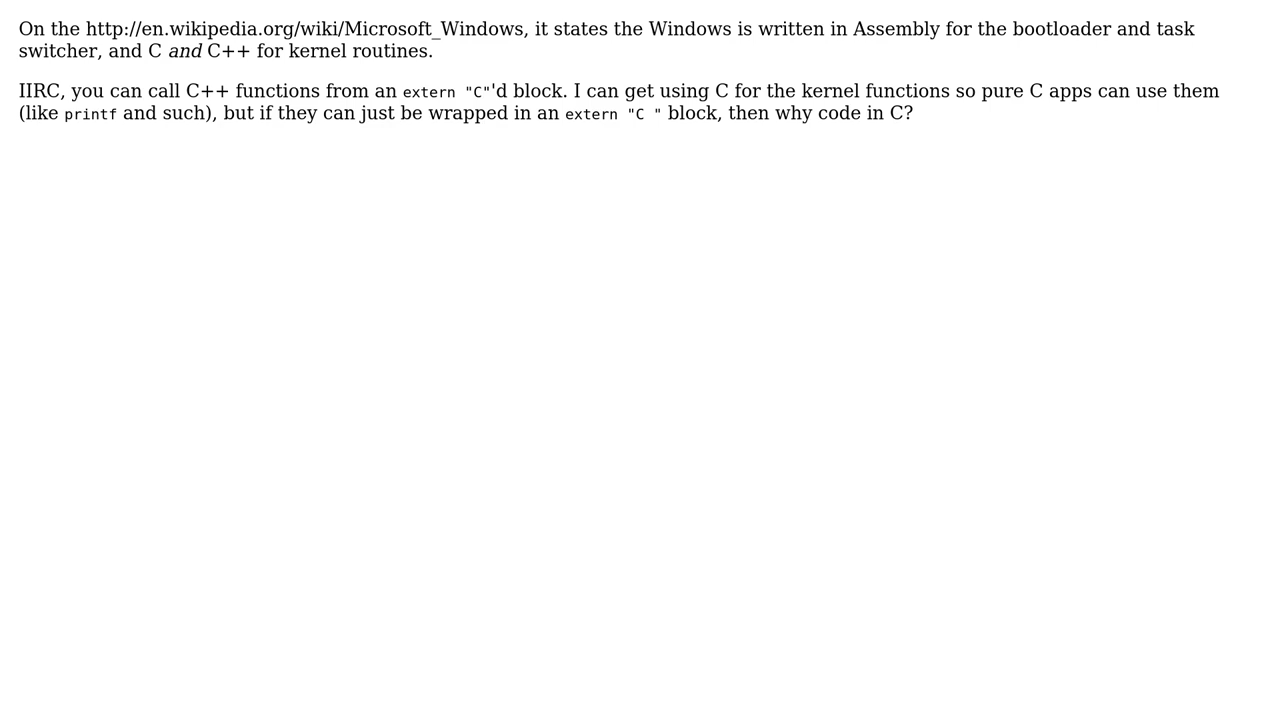 On the http://en.wikipedia.org/wiki/Microsoft_Windows, it states the Windows is written in Assembly for the bootloader and task
switcher, and C and C++ for kernel routines.
IIRC, you can call C++ functions from an extern "C"'d block. I can get using C for the kernel functions so pure C apps can use them
(like printf and such), but if they can just be wrapped in an extern "C " block, then why code in C?